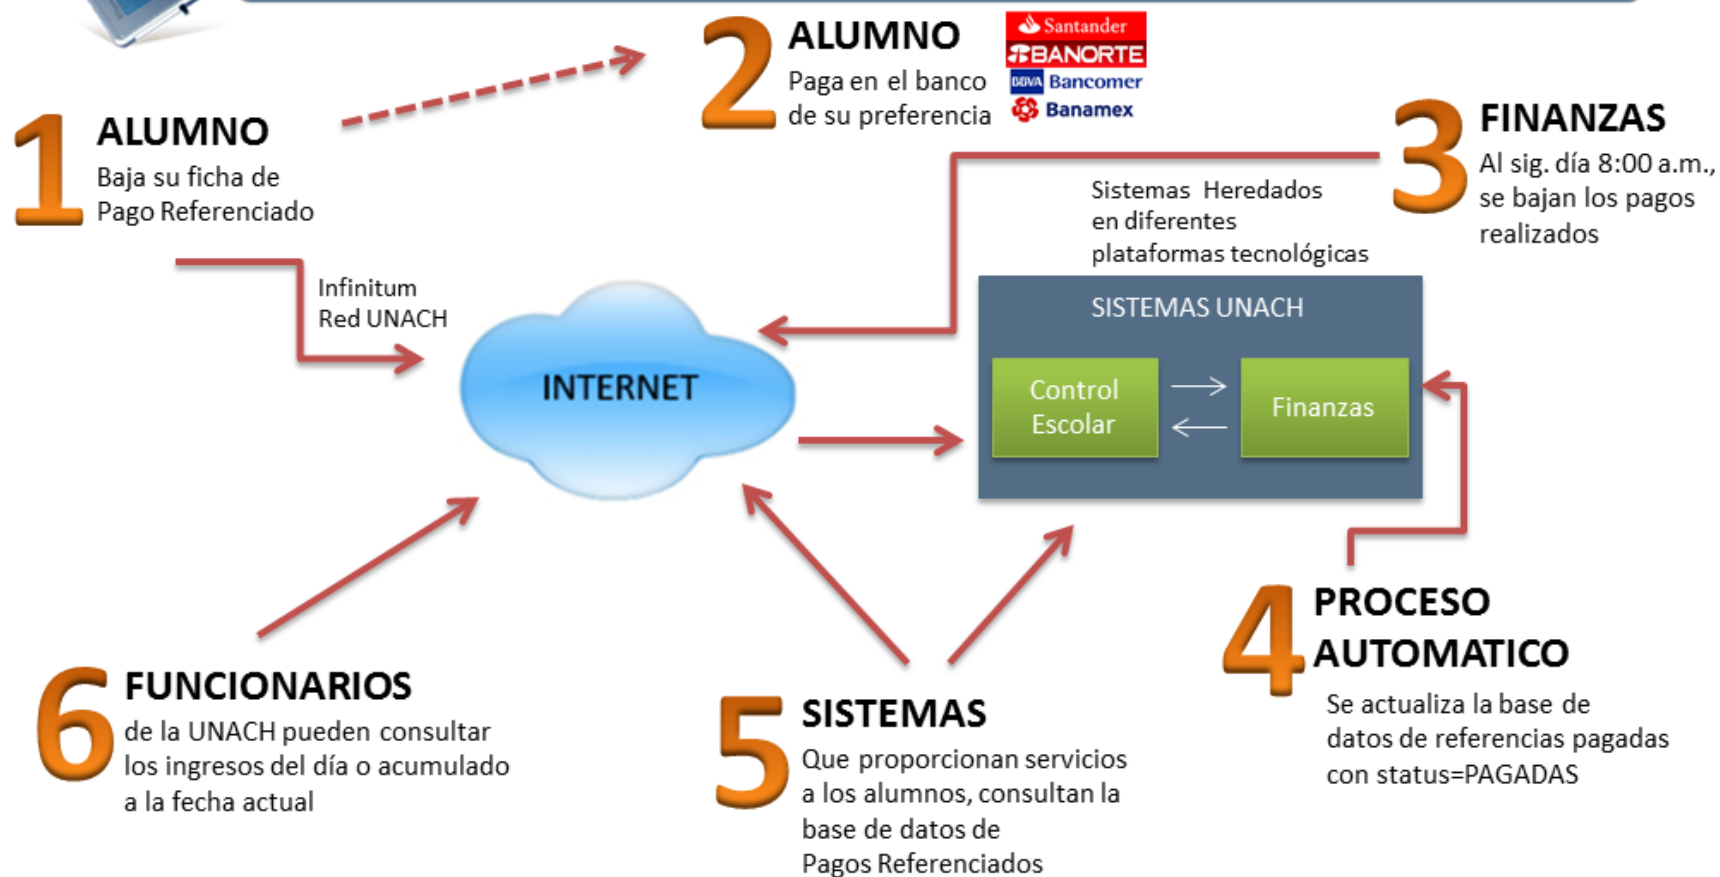 1
ALUMNO
Baja su ficha de
Pago Referenciado
2
ALUMNO
Paga en el banco
de su preferencia
Santander
BANORTE
BBVA Bancomer
Banamex
3
FINANZAS
Al sig. día 8:00 a.m.,
se bajan los pagos
realizados
Infinitum
Red UNACH
INTERNET
Sistemas Heredados
en diferentes
plataformas tecnológicas
SISTEMAS UNACH
Control
Escolar
Finanzas
4
PROCESO
AUTOMATICO
Se actualiza la base de
datos de referencias pagadas
con status=PAGADAS
5
SISTEMAS
Que proporcionan servicios
a los alumnos, consultan la
base de datos de
Pagos Referenciados
6
FUNCIONARIOS
de la UNACH pueden consultar
los ingresos del día o acumulado
a la fecha actual